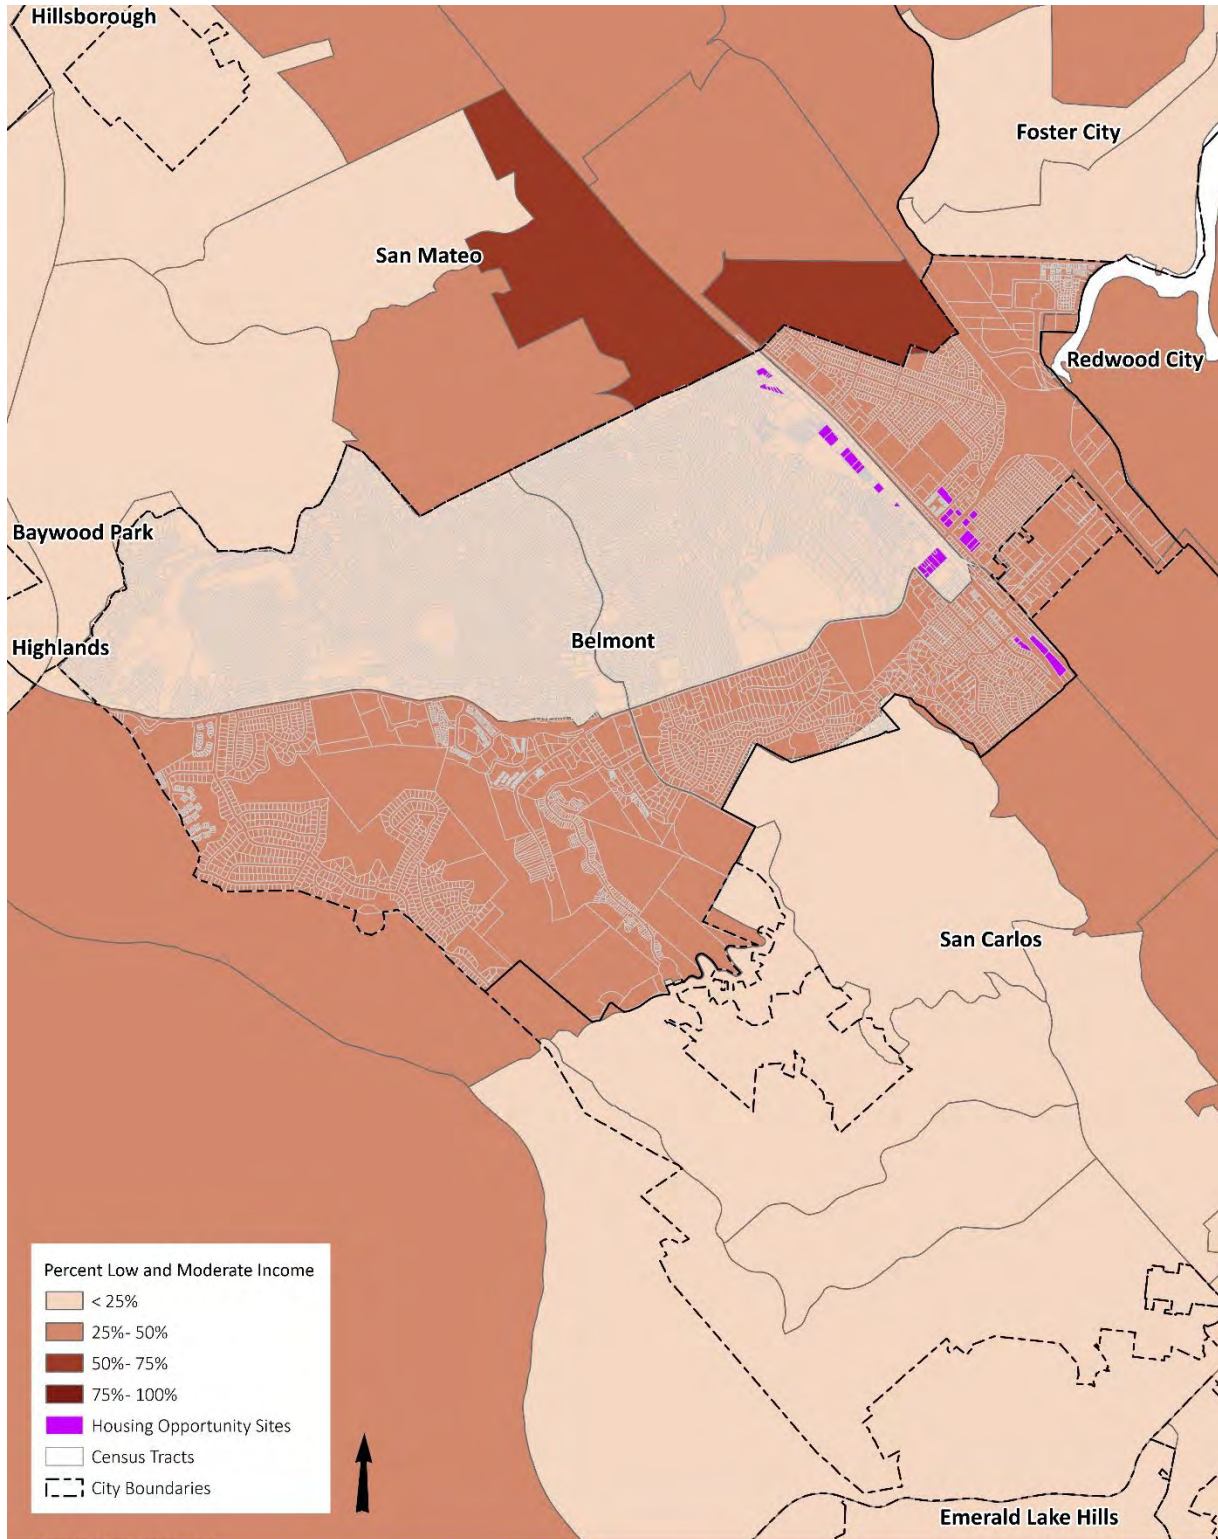 Hillsborough
Foster City
San Mateo
Redwood City
Baywood Park
Highlands
Belmont
San Carlos
Percent Low and Moderate Income
< 25%
25%- 50%
50%- 75%
75%- 100%
Housing Opportunity Sites
Census Tracts
City Boundaries
Emerald Lake Hills